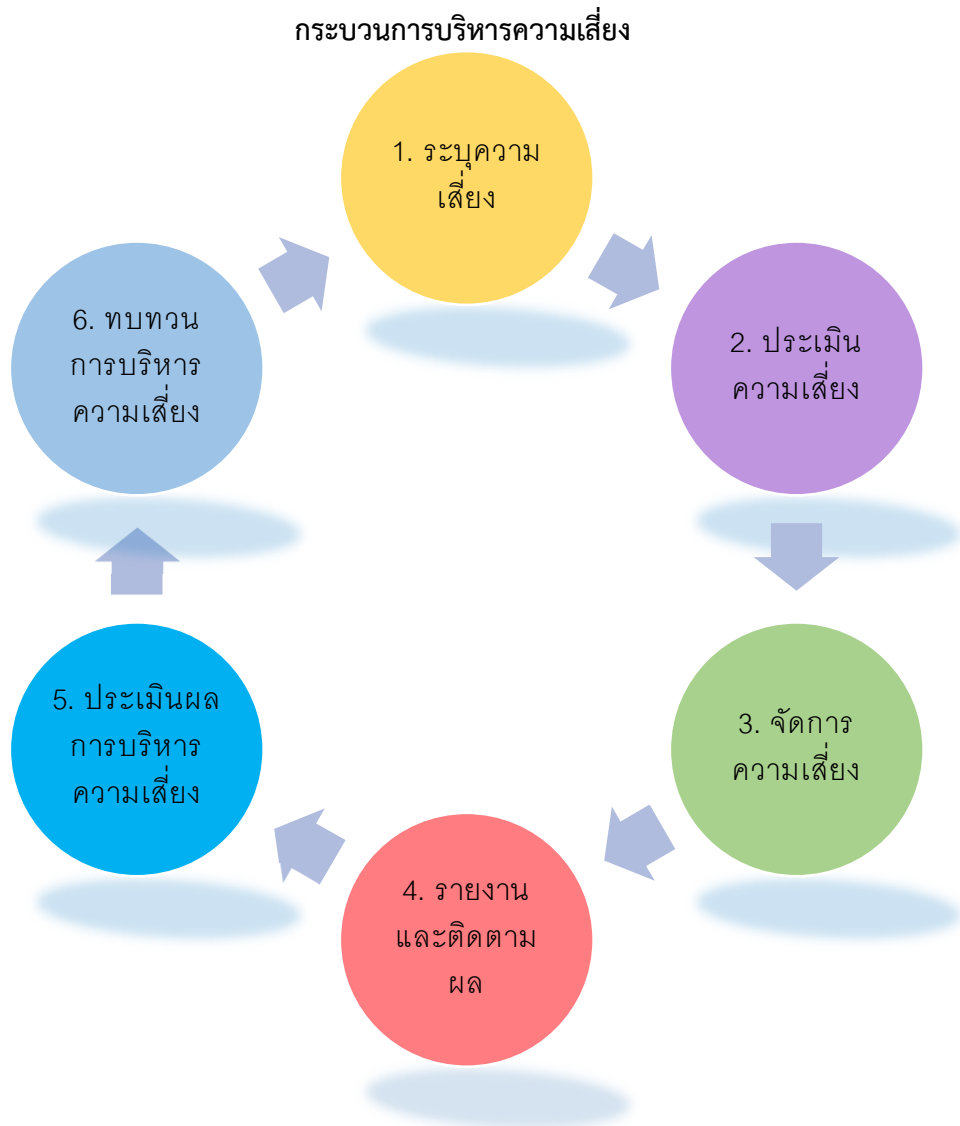 กระบวนการบริหารความเสี่ยง
1. ระบุความ
เสี่ยง
2. ประเมิน
ความเสี่ยง
3. จัดการ
ความเสี่ยง
4. รายงาน
และติดตาม
ผล
5. ประเมินผล
การบริหาร
ความเสี่ยง
6. ทบทวน
การบริหาร
ความเสี่ยง